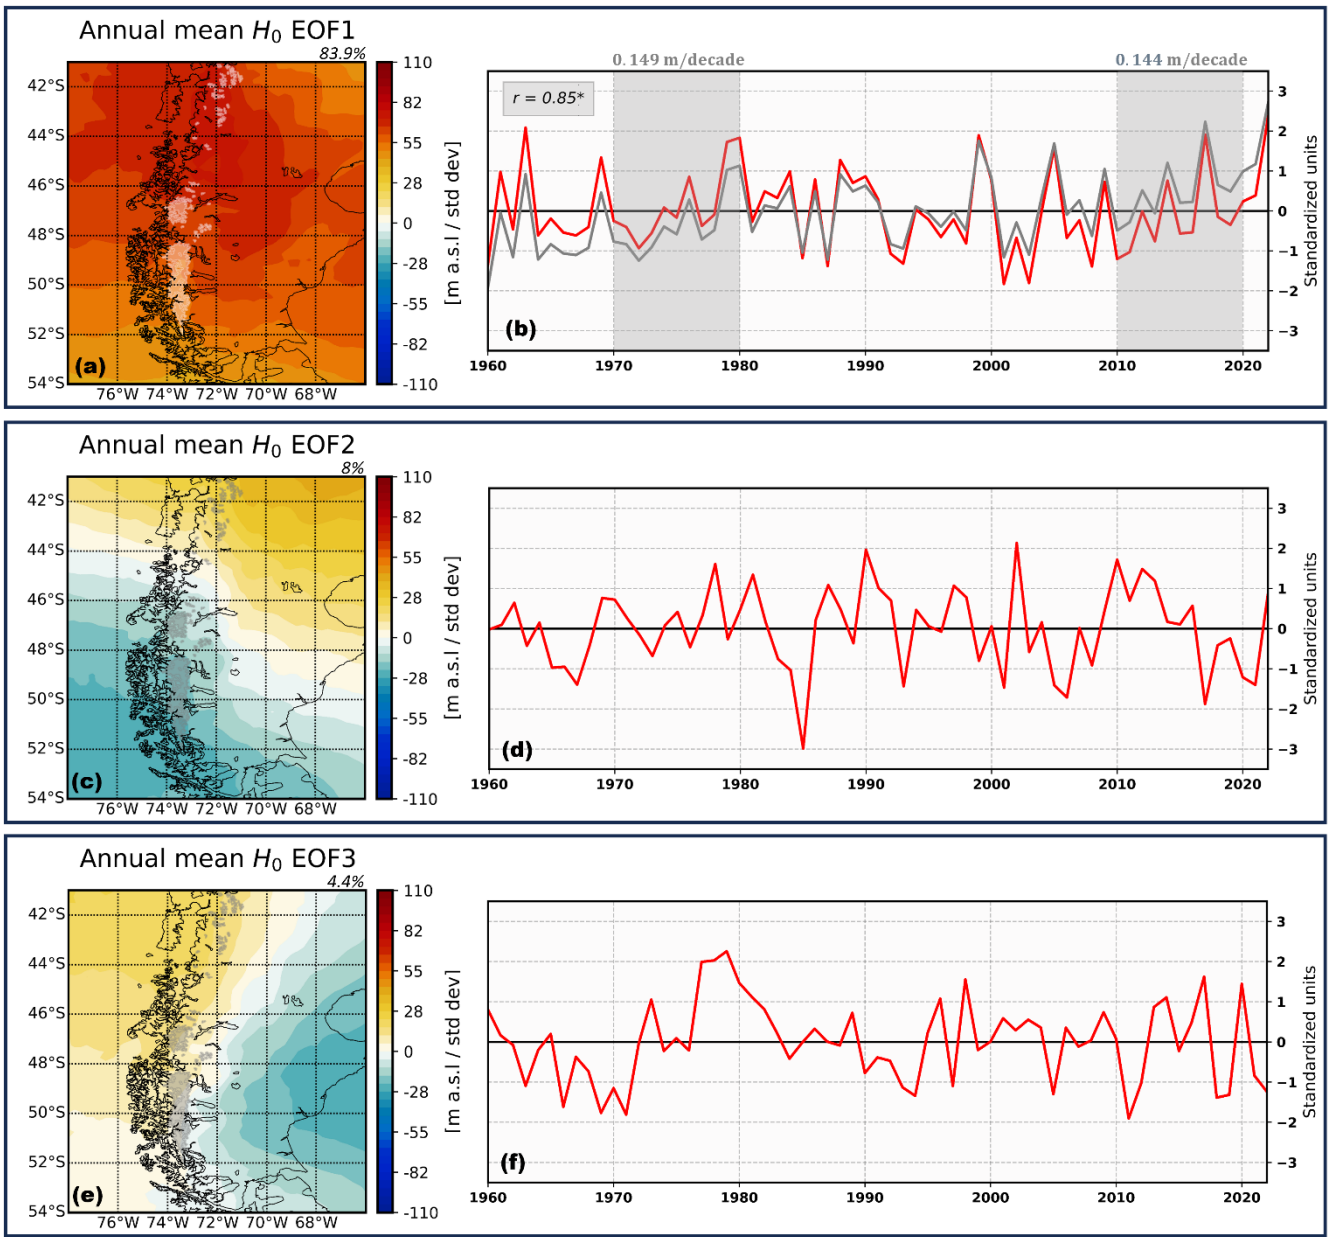 Annual mean H₀ EOF1
83.9%
42°S
44°S
46°S
48°S
50°S
52°S
54°S
76°W 74°W 72°W 70°W 68°W
(a)
110
82
55
28
0
-28
-55
-82
-110
[m a.s.l / std dev]
0.149 m/decade
0.144 m/decade
r = 0.85*
(b)
3
2
1
0
−1
−2
−3
Standardized units
1960 1970 1980 1990 2000 2010 2020
Annual mean H₀ EOF2
8%
42°S
44°S
46°S
48°S
50°S
52°S
54°S
76°W 74°W 72°W 70°W 68°W
(c)
110
82
55
28
0
-28
-55
-82
-110
[m a.s.l / std dev]
(d)
3
2
1
0
−1
−2
−3
Standardized units
1960 1970 1980 1990 2000 2010 2020
Annual mean H₀ EOF3
4.4%
42°S
44°S
46°S
48°S
50°S
52°S
54°S
76°W 74°W 72°W 70°W 68°W
(e)
110
82
55
28
0
-28
-55
-82
-110
[m a.s.l / std dev]
(f)
3
2
1
0
−1
−2
−3
Standardized units
1960 1970 1980 1990 2000 2010 2020